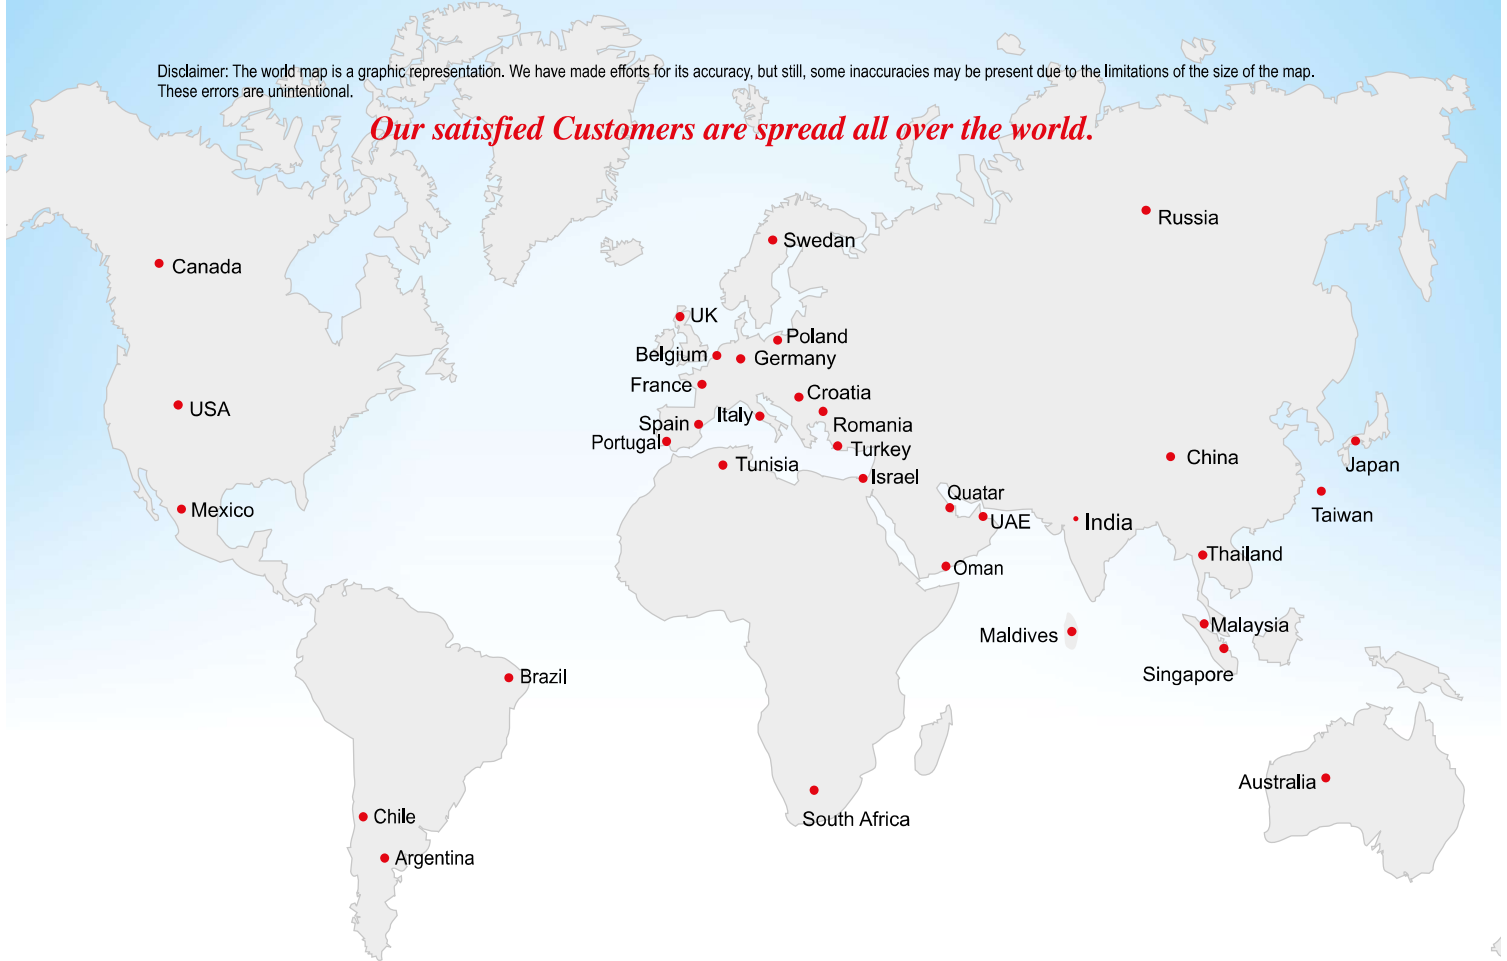 Disclaimer: The world map is a graphic representation. We have made efforts for its accuracy, but still, some inaccuracies may be present due to the limitations of the size of the map.
These errors are unintentional.
Our satisfied Customers are spread all over the world.
Russia
Swedan
Canada
UK
Poland
Belgium
Germany
France
Croatia
USA
Italy
Spain
Romania
Portugal
Turkey
China
Tunisia
Japan
Israel
Quatar
Mexico
Taiwan
UAE
India
Thailand
Oman
Malaysia
Maldives
Singapore
Brazil
Australia
Chile
South Africa
Argentina